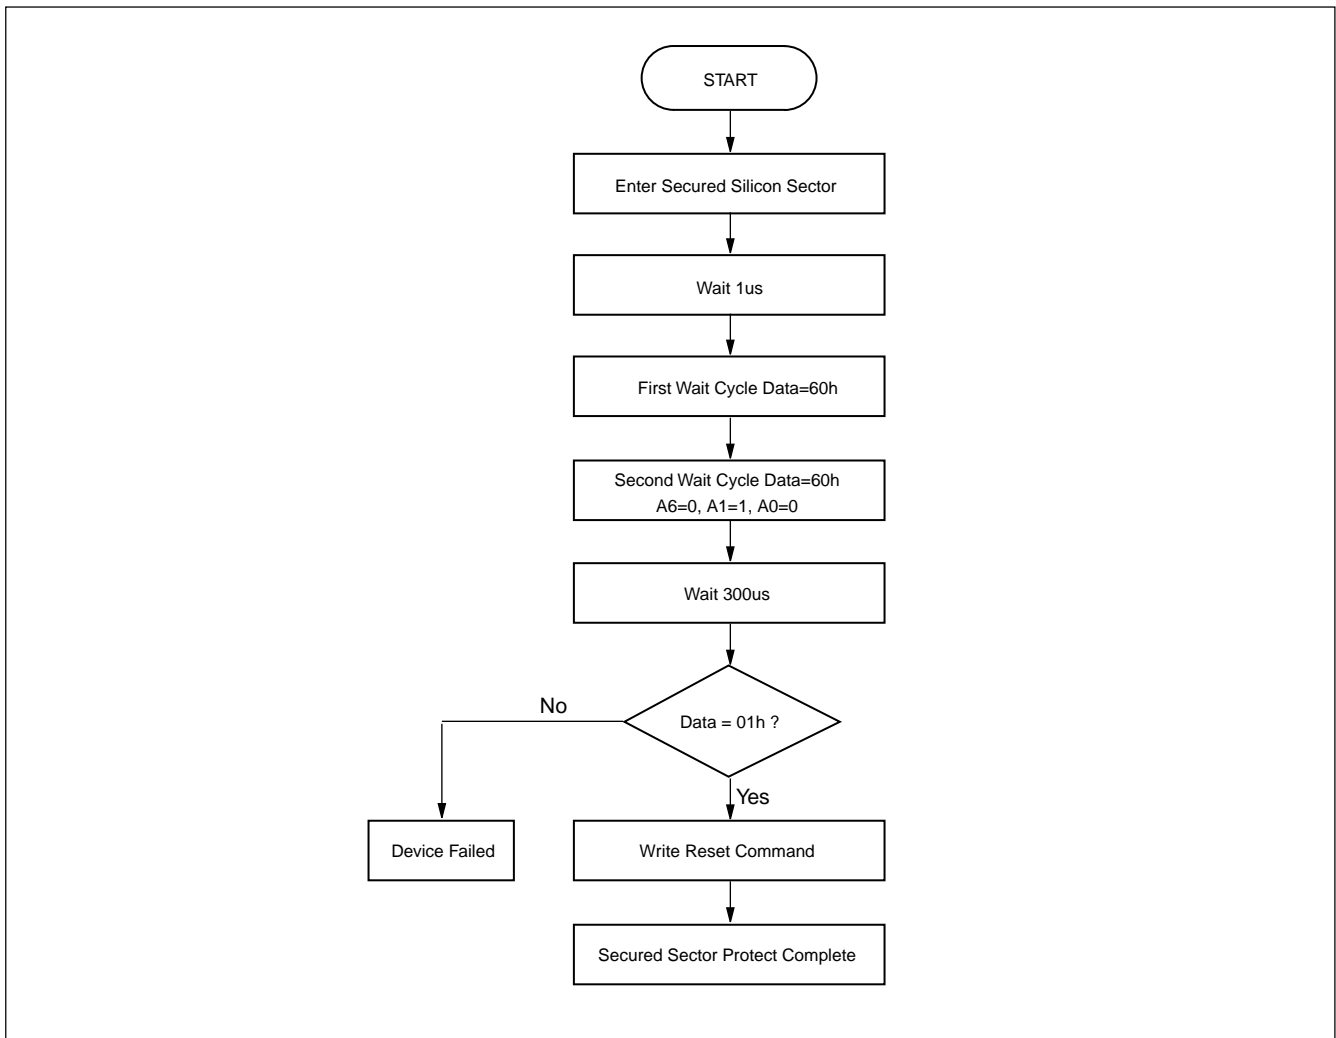 START
Enter Secured Silicon Sector
Wait 1us
First Wait Cycle Data=60h
Second Wait Cycle Data=60h
A6=0, A1=1, A0=0
Wait 300us
No
Data = 01h ?
Yes
Device Failed
Write Reset Command
Secured Sector Protect Complete